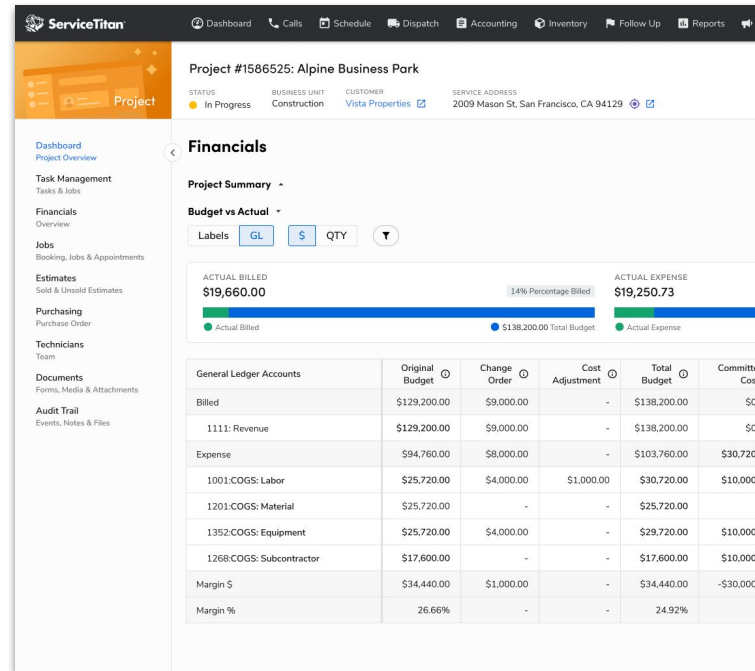 ServiceTitan
Dashboard Calls Schedule Dispatch Accounting Inventory Follow Up Reports
Project
Project #1586525: Alpine Business Park
STATUS BUSINESS UNIT CUSTOMER SERVICE ADDRESS
In Progress Construction Vista Properties 2009 Mason St, San Francisco, CA 94129
Dashboard
Project Overview
Task Management
Tasks & Jobs
Financials
Overview
Jobs
Booking, Jobs & Appointments
Estimates
Sold & Unsold Estimates
Purchasing
Purchase Order
Technicians
Team
Documents
Forms, Media & Attachments
Audit Trail
Events, Notes & Files
Financials
Project Summary
Budget vs Actual
Labels GL $ QTY
ACTUAL BILLED ACTUAL EXPENSE
$19,660.00 14% Percentage Billed $19,250.73
Actual Billed $138,200.00 Total Budget Actual Expense
General Ledger Accounts Original Budget Change Order Cost Adjustment Total Budget Committe Cos
Billed $129,200.00 $9,000.00 - $138,200.00 $0
1111: Revenue $129,200.00 $9,000.00 - $138,200.00 $0
Expense $94,760.00 $8,000.00 - $103,760.00 $30,720
1001:COGS: Labor $25,720.00 $4,000.00 $1,000.00 $30,720.00 $10,000
1201:COGS: Material $25,720.00 - - $25,720.00
1352:COGS: Equipment $25,720.00 $4,000.00 - $29,720.00 $10,000
1268:COGS: Subcontractor $17,600.00 - - $17,600.00 $10,000
Margin $ $34,440.00 $1,000.00 - $34,440.00 -$30,000
Margin % 26.66% - - 24.92%